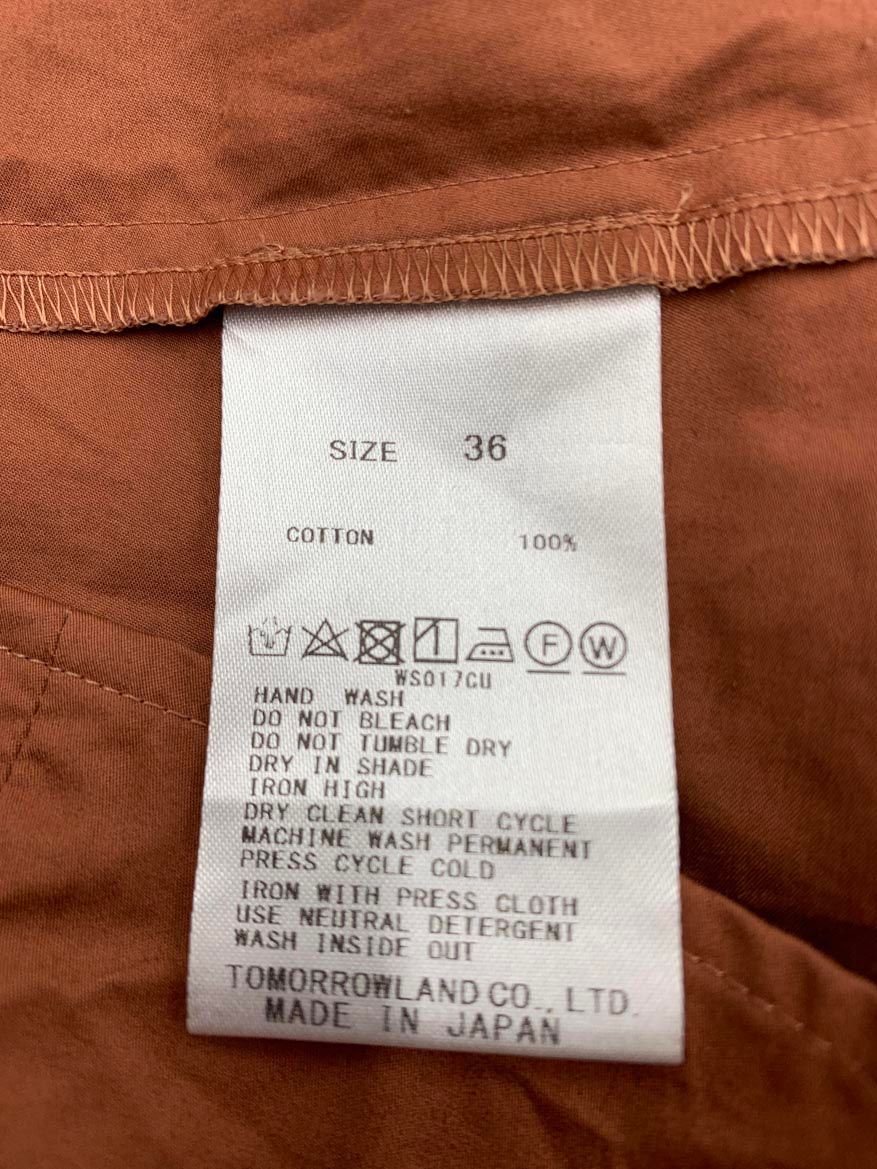 SIZE 36
COTTON 100%
F W
WS017CU
HAND WASH
DO NOT BLEACH
DO NOT TUMBLE DRY
DRY IN SHADE
IRON HIGH
DRY CLEAN SHORT CYCLE
MACHINE WASH PERMANENT
PRESS CYCLE COLD
IRON WITH PRESS CLOTH
USE NEUTRAL DETERGENT
WASH INSIDE OUT
TOMORROWLAND CO., LTD.
MADE IN JAPAN